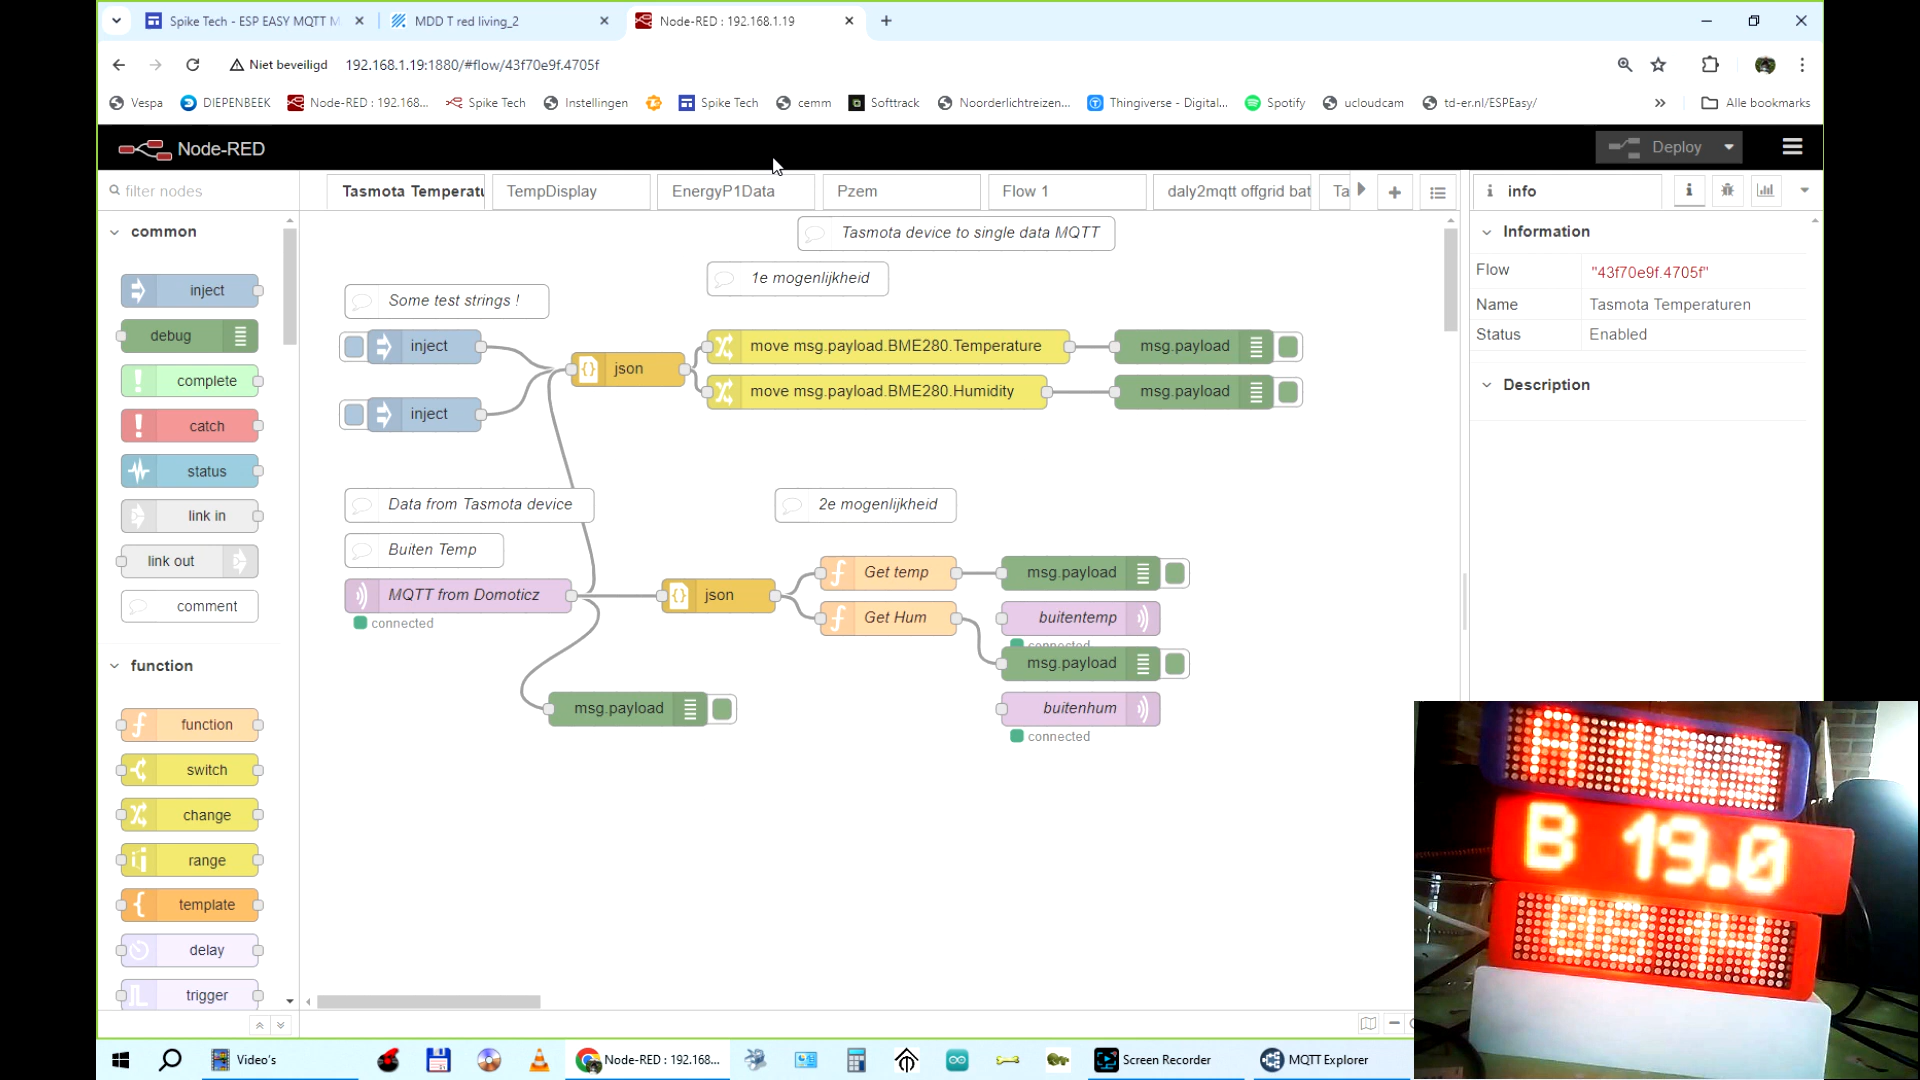 Spike Tech - ESP EASY MQTT M
MDD T red living_2
Node-RED : 192.168.1.19
Niet beveiligd
192.168.1.19:1880/#flow/43f70e9f.4705f
Vespa
DIEPENBEEK
Node-RED : 192.168...
Spike Tech
Instellingen
Spike Tech
cemm
Softtrack
Noorderlichtreizen...
Thingiverse - Digital...
Spotify
ucloudcam
td-er.nl/ESPEasy/
Alle bookmarks
Node-RED
Deploy
filter nodes
Tasmota Temperatu
TempDisplay
EnergyP1Data
Pzem
Flow 1
daly2mqtt offgrid bat
Ta
info
common
inject
debug
complete
catch
status
link in
link out
comment
function
function
switch
change
range
template
delay
trigger
Tasmota device to single data MQTT
1e mogenlijkheid
Some test strings !
inject
json
move msg.payload.BME280.Temperature
msg.payload
move msg.payload.BME280.Humidity
msg.payload
inject
Data from Tasmota device
2e mogenlijkheid
Buiten Temp
MQTT from Domoticz
connected
json
Get temp
msg.payload
Get Hum
buitentemp
connected
msg.payload
msg.payload
buitenhum
connected
Information
Flow
"43f70e9f.4705f"
Name
Tasmota Temperaturen
Status
Enabled
Description
B 19.0
Video's
Node-RED : 192.168...
Screen Recorder
MQTT Explorer